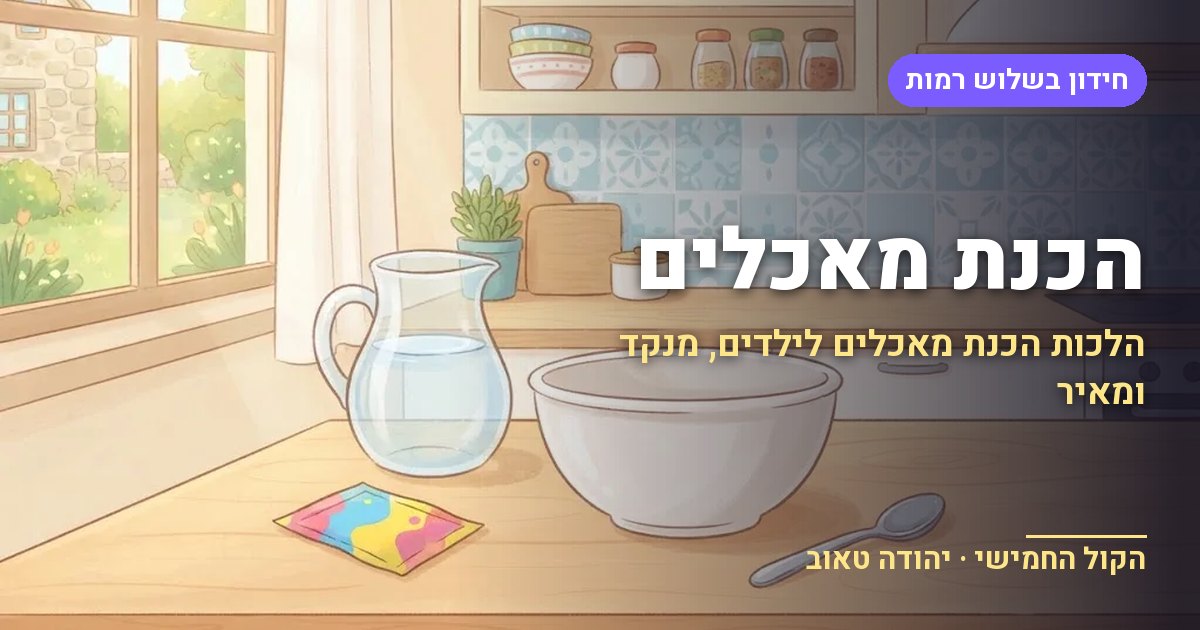 חידון בשלוש רמות
הכנת מאכלים
הלכות הכנת מאכלים לילדים, מנקד
ומאיר
הקול החמישי · יהודה טאוב